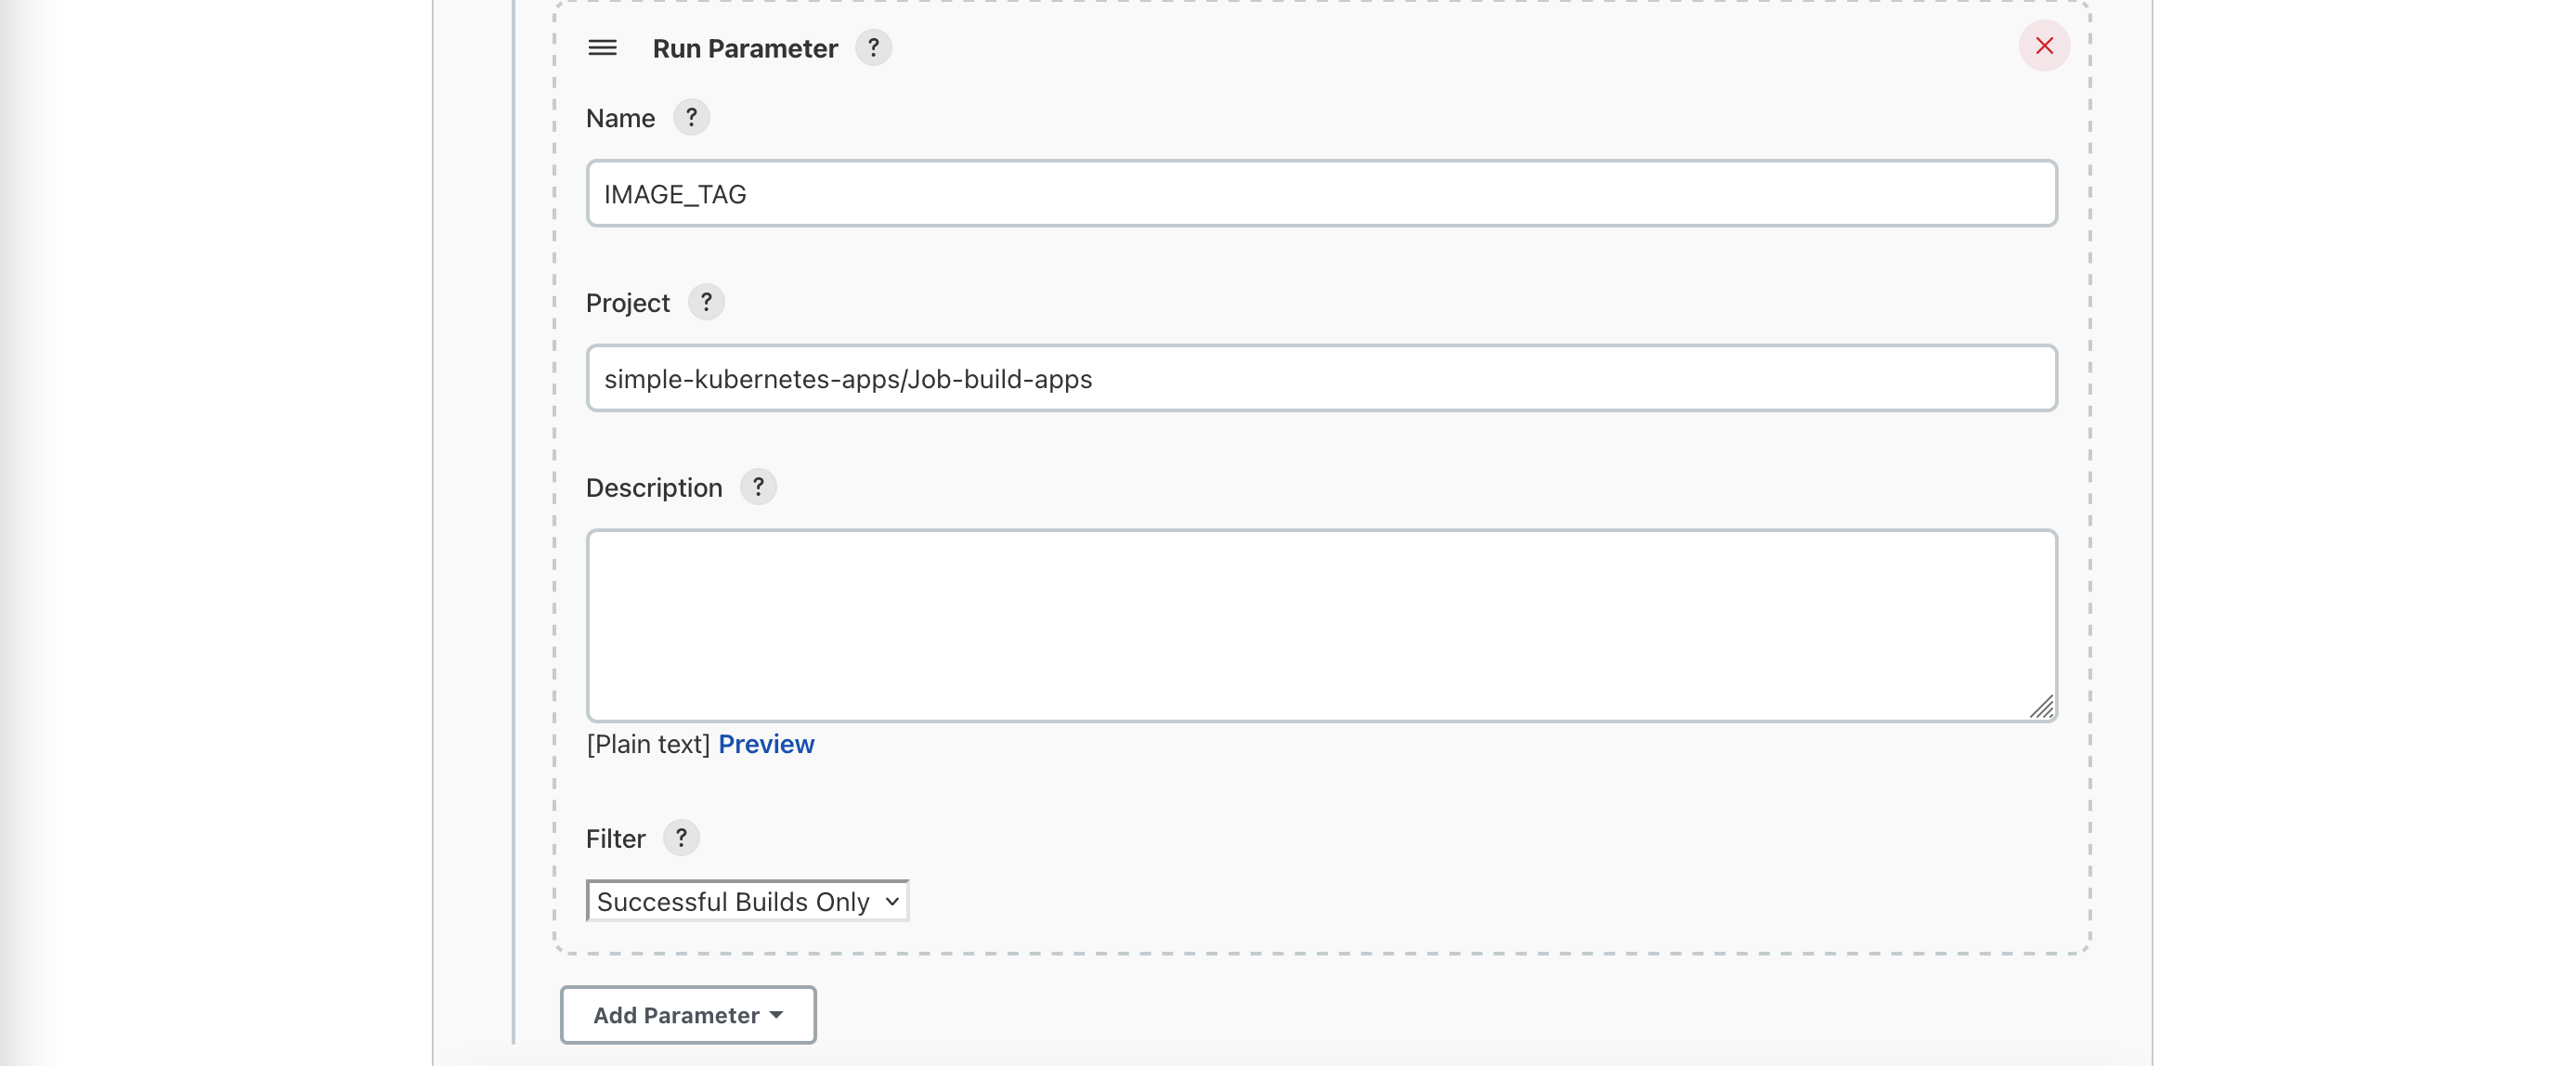 Run Parameter ?
Name ?
IMAGE_TAG
Project ?
simple-kubernetes-apps/Job-build-apps
Description ?
[Plain text] Preview
Filter ?
Successful Builds Only
Add Parameter